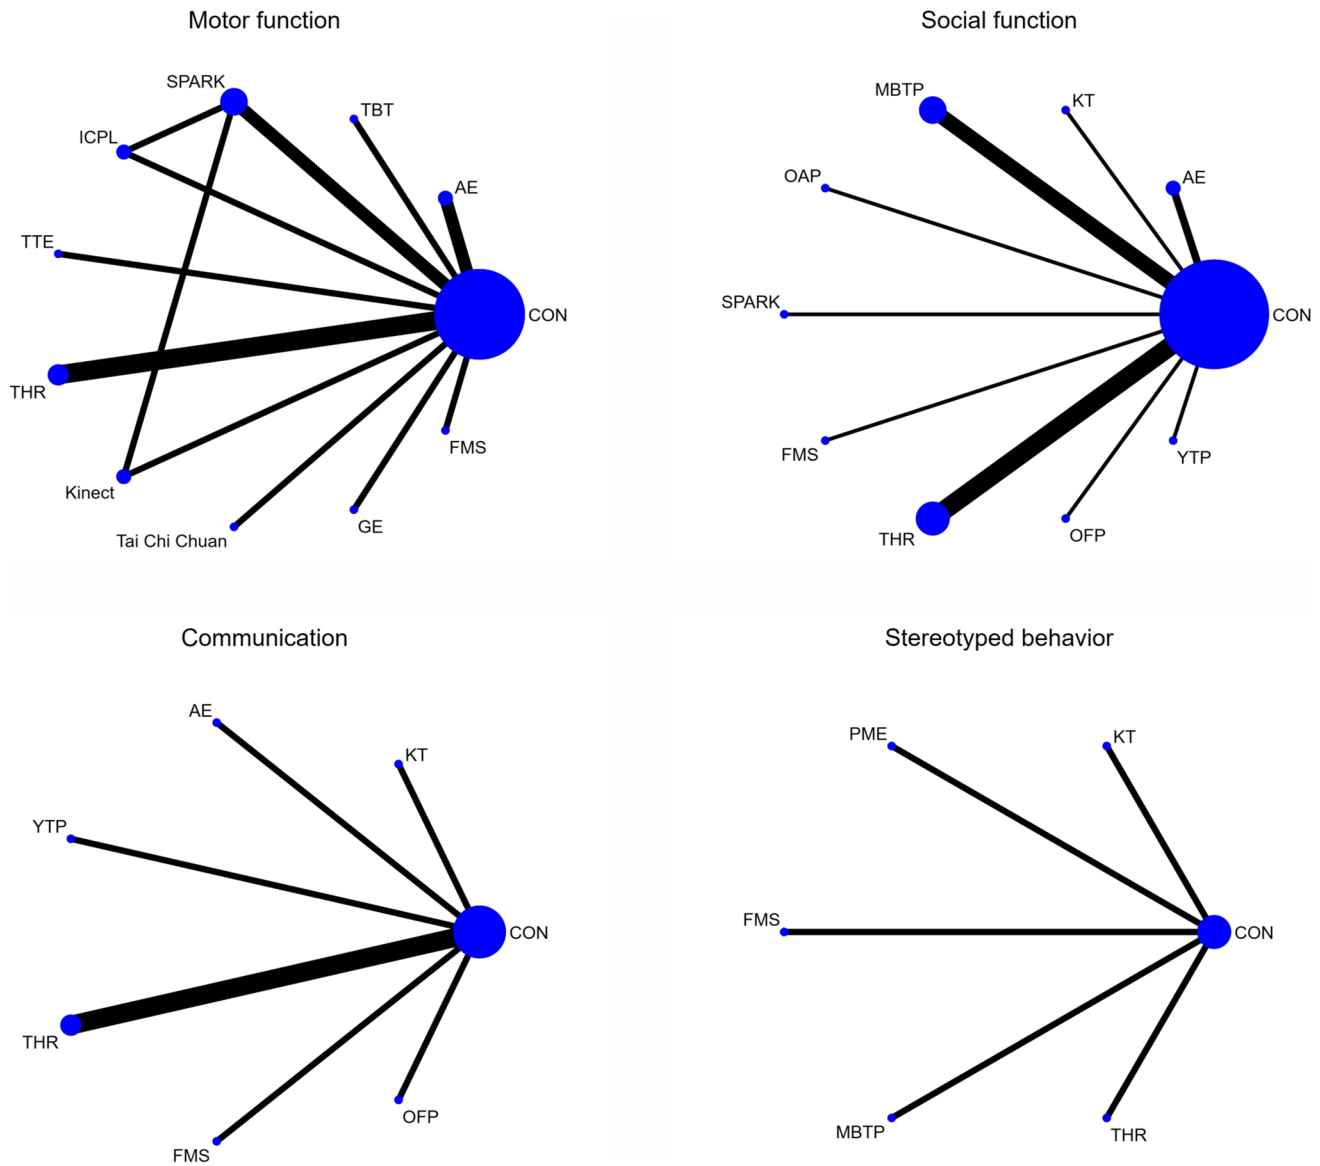 Motor function
SPARK
TBT
ICPL
AE
TTE
CON
THR
FMS
Kinect
GE
Tai Chi Chuan
Social function
MBTP
KT
OAP
AE
SPARK
CON
FMS
YTP
THR
OFP
Communication
AE
KT
YTP
CON
THR
OFP
FMS
Stereotyped behavior
PME
KT
FMS
CON
MBTP
THR